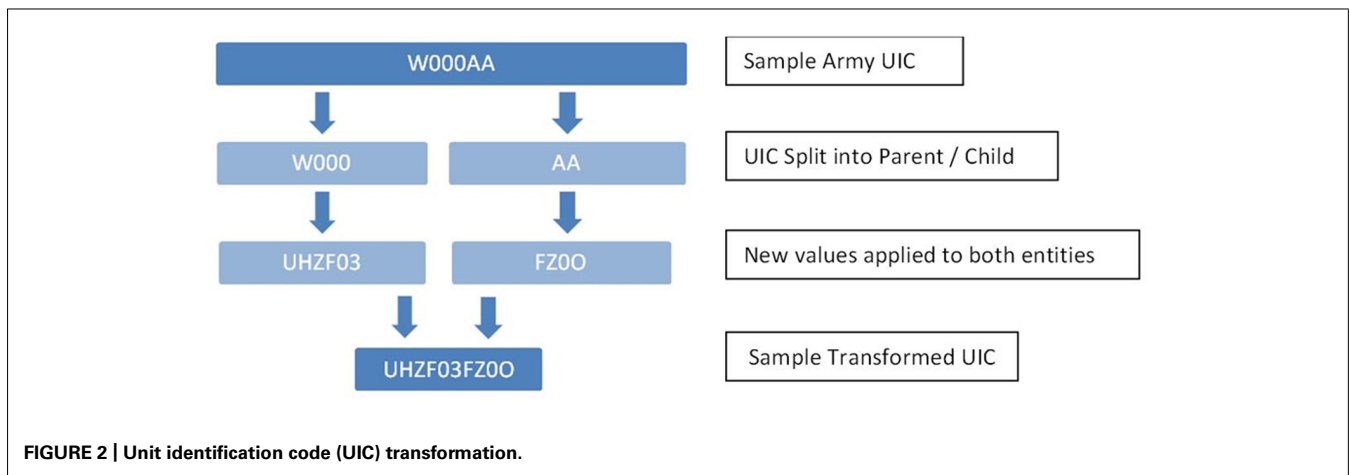 W000AA
Sample Army UIC
W000
AA
UIC Split into Parent / Child
UHZF03
FZ0O
New values applied to both entities
UHZF03FZ0O
Sample Transformed UIC
FIGURE 2 | Unit identification code (UIC) transformation.